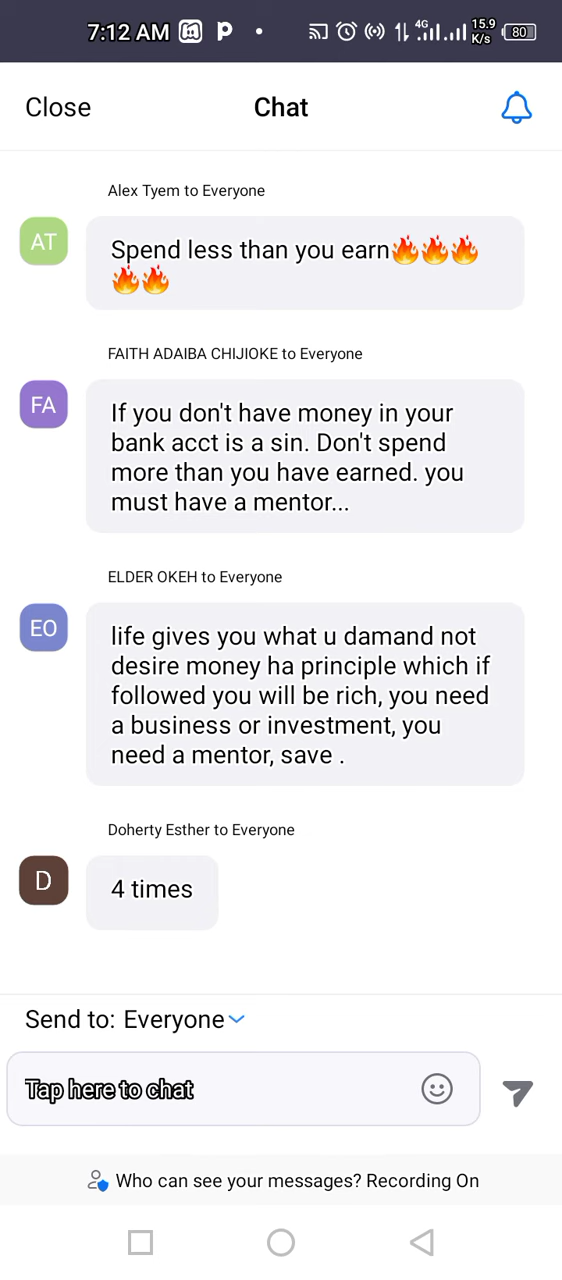 7:12 AM
4G
15.9
K/s
80
Close
Chat
Alex Tyem to Everyone
AT
Spend less than you earn🔥🔥🔥
🔥🔥
FAITH ADAIBA CHIJIOKE to Everyone
FA
If you don't have money in your
bank acct is a sin. Don't spend
more than you have earned. you
must have a mentor...
ELDER OKEH to Everyone
EO
life gives you what u damand not
desire money ha principle which if
followed you will be rich, you need
a business or investment, you
need a mentor, save .
Doherty Esther to Everyone
D
4 times
Send to: Everyone
Tap here to chat
Who can see your messages? Recording On